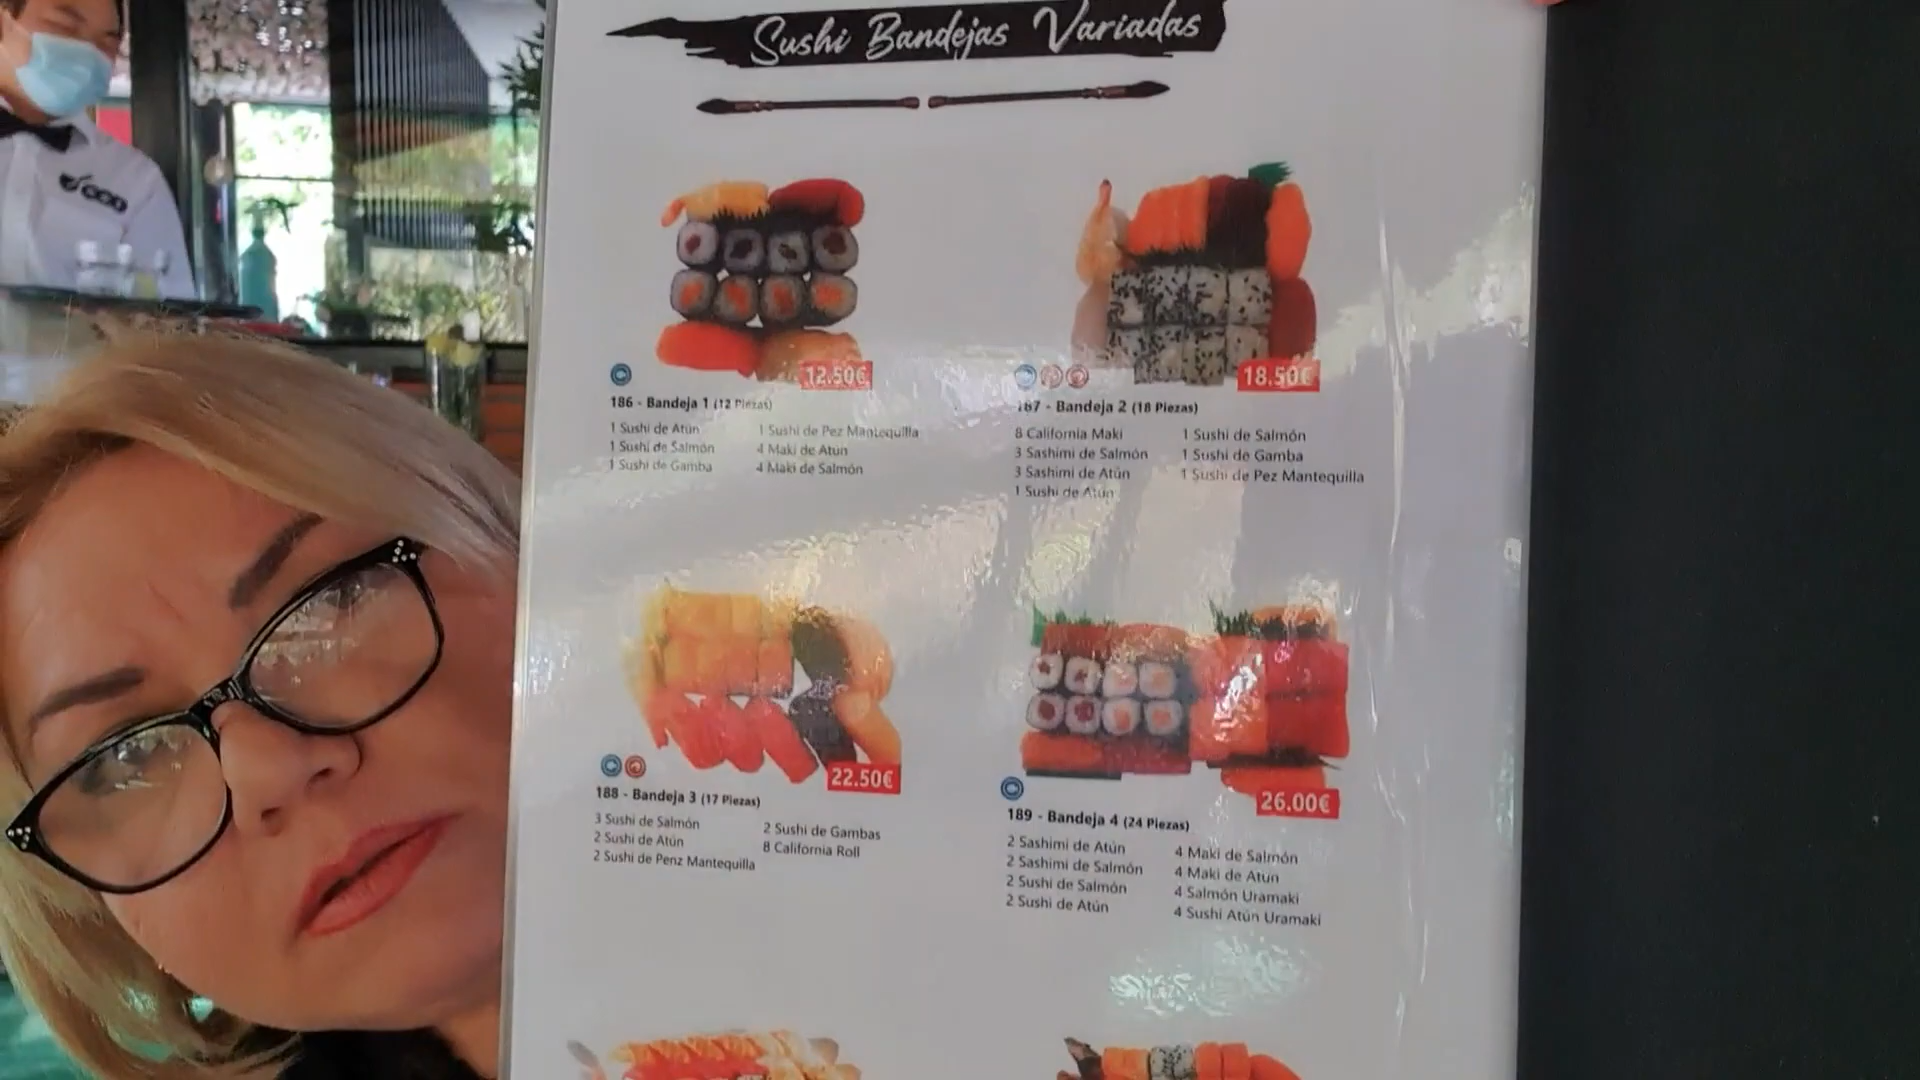 Sushi Bandejas Variadas
12.50€
186 - Bandeja 1 (12 Piezas)
1 Sushi de Atún
1 Sushi de Salmón
1 Sushi de Gamba
1 Sushi de Pez Mantequilla
4 Maki de Atún
4 Maki de Salmón
18.50€
187 - Bandeja 2 (18 Piezas)
8 California Maki
3 Sashimi de Salmón
3 Sashimi de Atún
1 Sushi de Atún
1 Sushi de Salmón
1 Sushi de Gamba
1 Sushi de Pez Mantequilla
22.50€
188 - Bandeja 3 (17 Piezas)
3 Sushi de Salmón
2 Sushi de Atún
2 Sushi de Penz Mantequilla
2 Sushi de Gambas
8 California Roll
26.00€
189 - Bandeja 4 (24 Piezas)
2 Sashimi de Atún
2 Sashimi de Salmón
2 Sushi de Salmón
2 Sushi de Atún
4 Maki de Salmón
4 Maki de Atun
4 Salmón Uramaki
4 Sushi Atún Uramaki